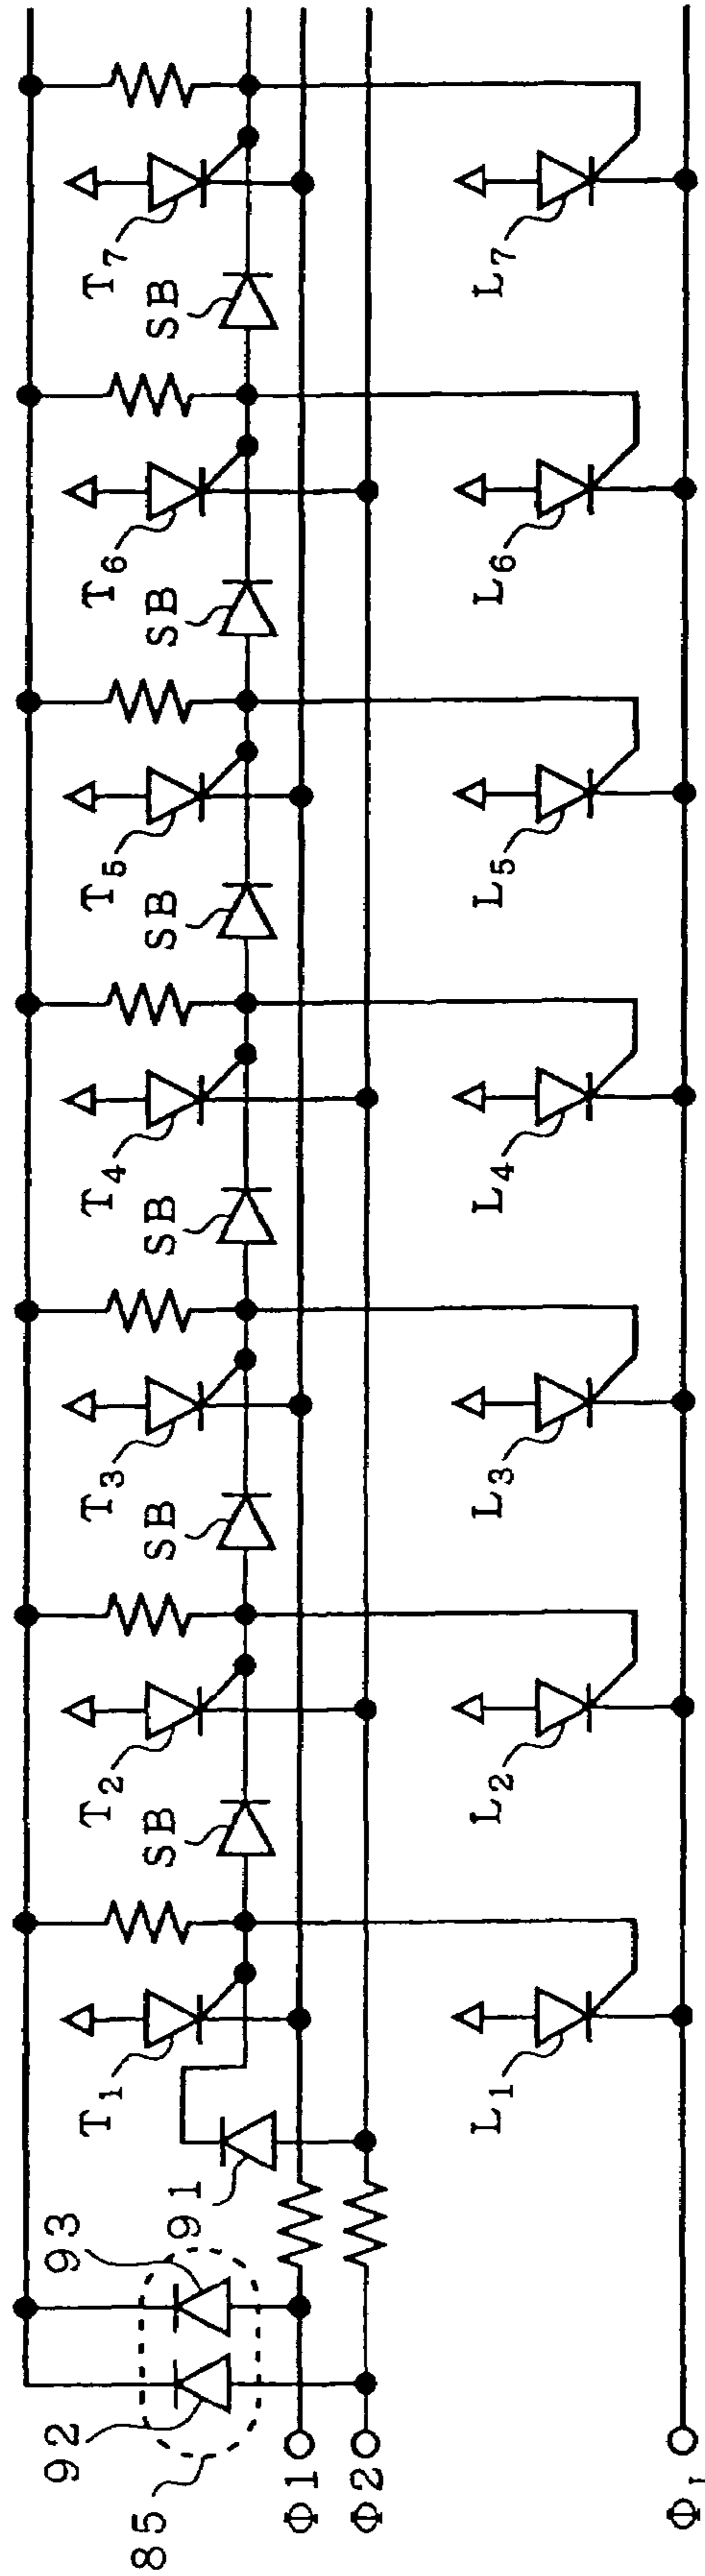 T₁ T₂ T₃ T₄ T₅ T₆ T₇
SB SB SB SB SB SB
L₁ L₂ L₃ L₄ L₅ L₆ L₇
91
92 93
85
Φ1
Φ2